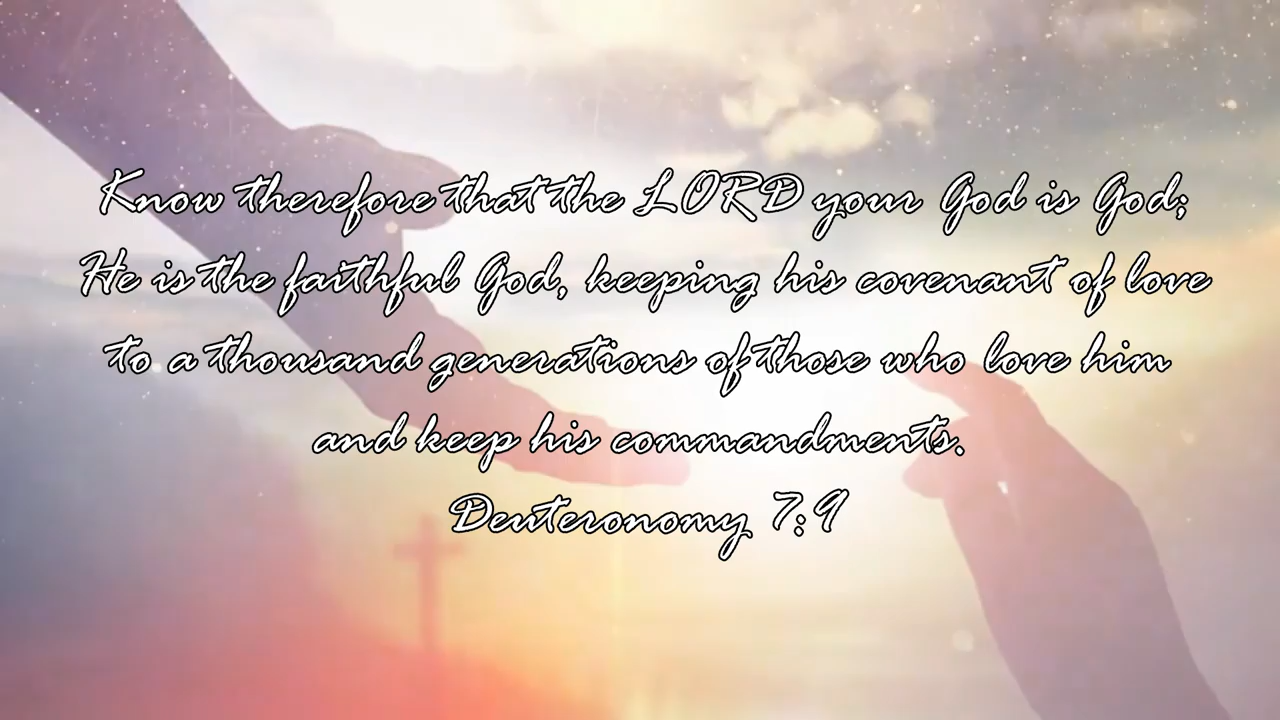 Know therefore that the LORD your God is God;
He is the faithful God, keeping his covenant of love
to a thousand generations of those who love him
and keep his commandments.
Deuteronomy 7:9